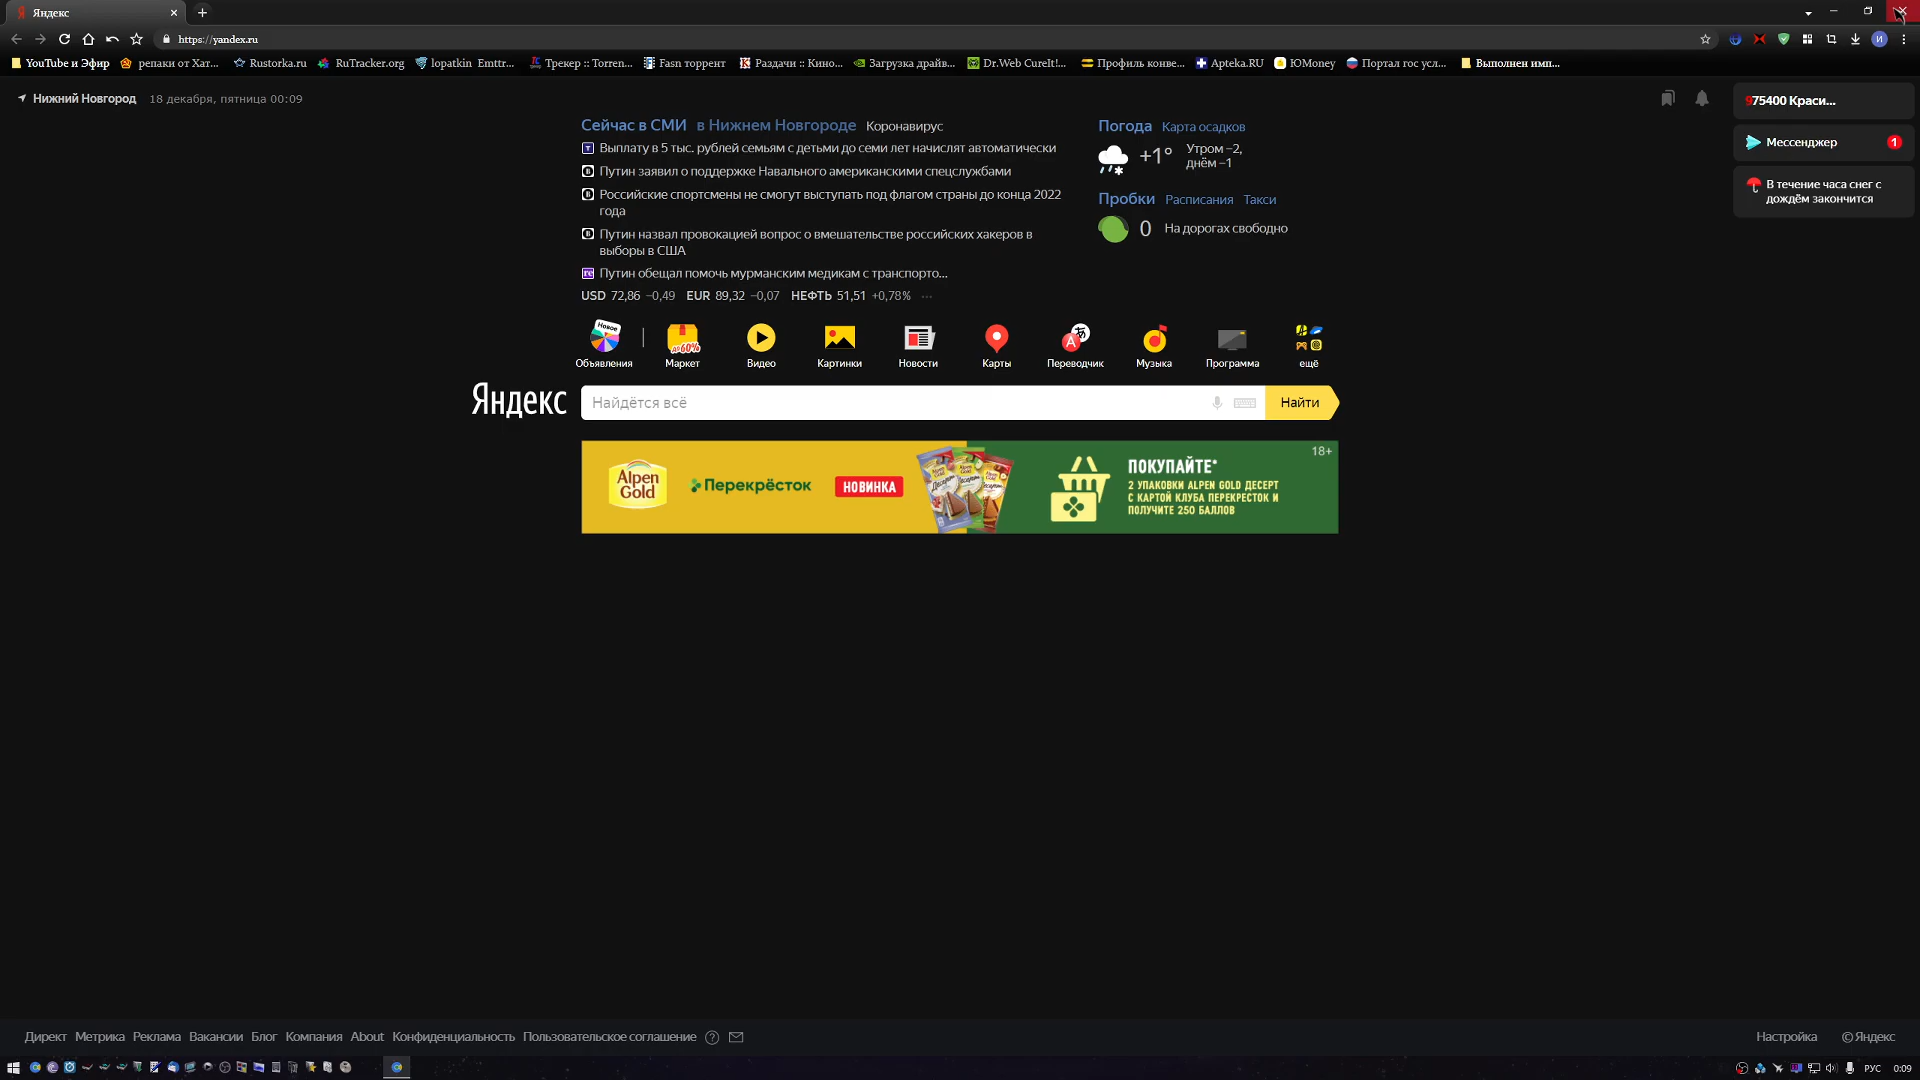 Яндекс
https://yandex.ru
YouTube и Эфир
репаки от Хат...
Rustorka.ru
RuTracker.org
lopatkin Emttr...
Трекер :: Torren...
Fasn торрент
Раздачи :: Кино...
Загрузка драйв...
Dr.Web CureIt!...
Профиль конве...
Apteka.RU
ЮMoney
Портал гос усл...
Выполнен имп...
Нижний Новгород 18 декабря, пятница 00:09
975400 Краси...
Мессенджер 1
В течение часа снег с
дождём закончится
Сейчас в СМИ в Нижнем Новгороде Коронавирус
Выплату в 5 тыс. рублей семьям с детьми до семи лет начислят автоматически
Путин заявил о поддержке Навального американскими спецслужбами
Российские спортсмены не смогут выступать под флагом страны до конца 2022
года
Путин назвал провокацией вопрос о вмешательстве российских хакеров в
выборы в США
Путин обещал помочь мурманским медикам с транспорто...
USD 72,86 −0,49 EUR 89,32 −0,07 НЕФТЬ 51,51 +0,78% ...
Погода Карта осадков
+1° Утром −2,
днём −1
Пробки Расписания Такси
0 На дорогах свободно
Новое
до 60%
Объявления
Маркет
Видео
Картинки
Новости
Карты
Переводчик
Музыка
Программа
ещё
Яндекс
Найдётся всё
Найти
Alpen
Gold
Перекрёсток
НОВИНКА
ПОКУПАЙТЕ*
2 УПАКОВКИ ALPEN GOLD ДЕСЕРТ
С КАРТОЙ КЛУБА ПЕРЕКРЕСТОК И
ПОЛУЧИТЕ 250 БАЛЛОВ
18+
Директ Метрика Реклама Вакансии Блог Компания About Конфиденциальность Пользовательское соглашение
Настройка © Яндекс
РУС 0:09